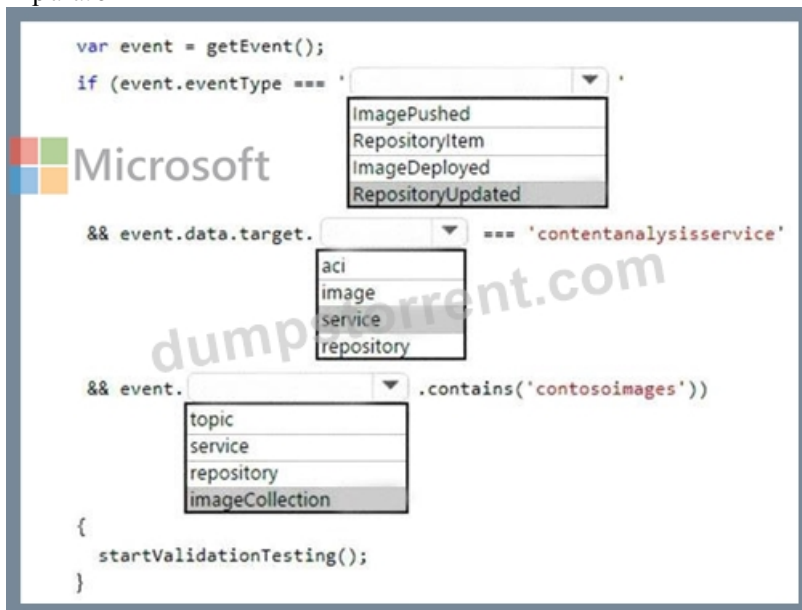 var event = getEvent();
if (event.eventType === ' '
ImagePushed
RepositoryItem
ImageDeployed
RepositoryUpdated
Microsoft
&& event.data.target. === 'contentanalysisservice'
aci
image
service
repository
dumpstorrent.com
&& event. .contains('contosoimages'))
topic
service
repository
imageCollection
{
startValidationTesting();
}